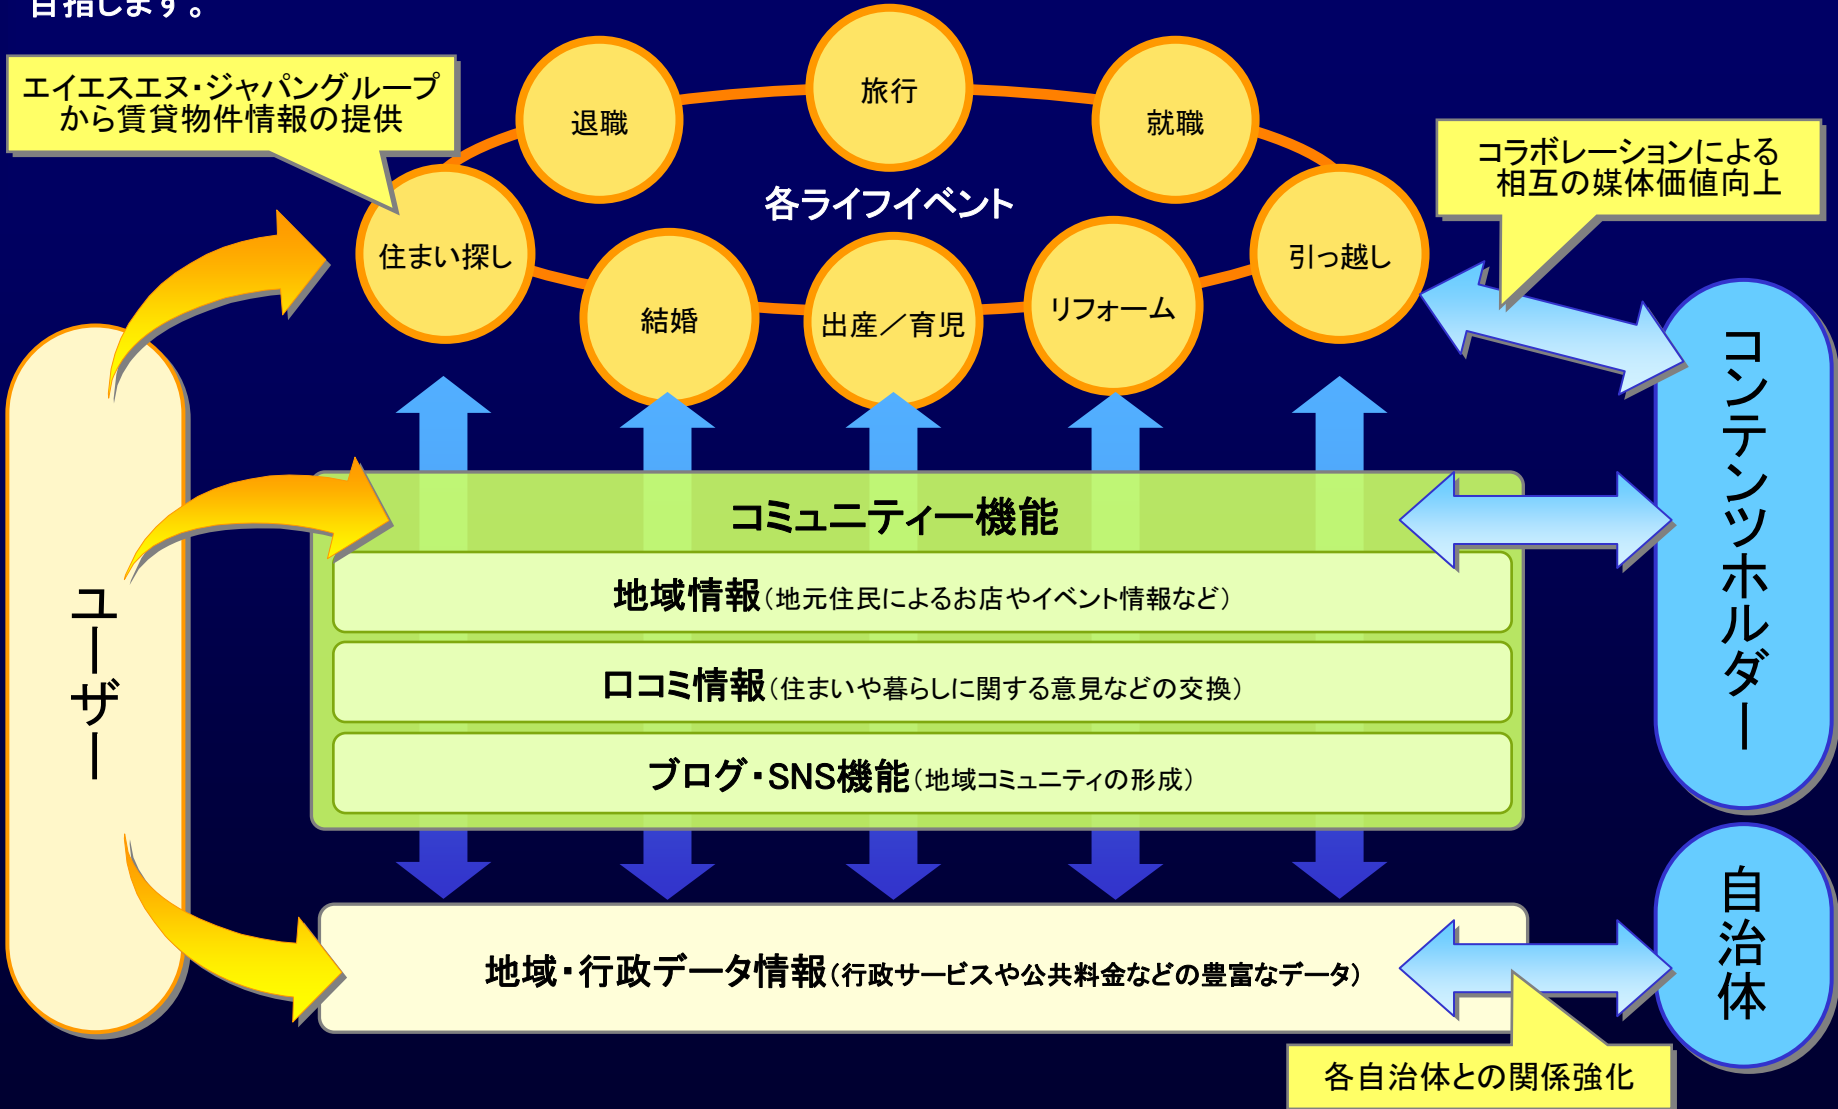 目指します。
エイエスエヌ・ジャパングループ
から賃貸物件情報の提供
退職
旅行
就職
コラボレーションによる
相互の媒体価値向上
各ライフイベント
住まい探し
結婚
出産／育児
リフォーム
引っ越し
ユーザー
コミュニティー機能
地域情報（地元住民によるお店やイベント情報など）
口コミ情報（住まいや暮らしに関する意見などの交換）
ブログ・SNS機能（地域コミュニティの形成）
地域・行政データ情報（行政サービスや公共料金などの豊富なデータ）
コンテンツホルダー
自治体
各自治体との関係強化